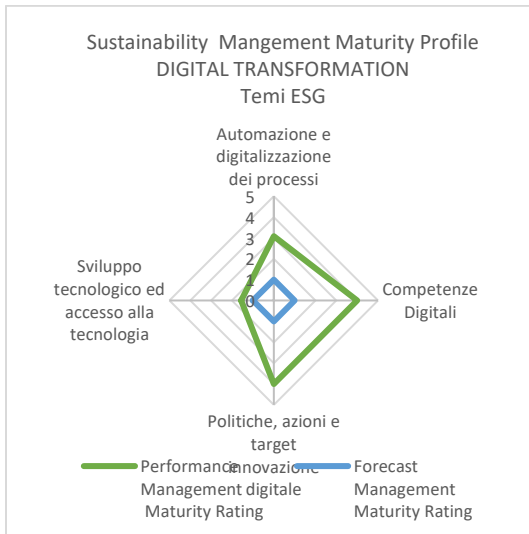 Sustainability  Mangement Maturity Profile
DIGITAL TRANSFORMATION
Temi ESG
Automazione e
digitalizzazione
dei processi
5
4
3
2
1
0
Sviluppo
tecnologico ed
accesso alla
tecnologia
Competenze
Digitali
Politiche, azioni e
target
innovazione
Performance
Management digitale
Maturity Rating
Forecast
Management
Maturity Rating